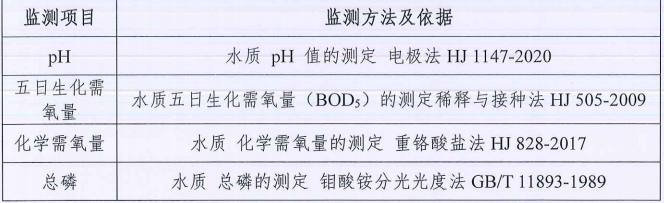 监测项目 监测方法及依据
pH 水质 pH 值的测定 电极法 HJ 1147-2020
五日生化需
氧量 水质五日生化需氧量（BOD₅）的测定稀释与接种法 HJ 505-2009
化学需氧量 水质 化学需氧量的测定 重铬酸盐法 HJ 828-2017
总磷 水质 总磷的测定 钼酸铵分光光度法 GB/T 11893-1989